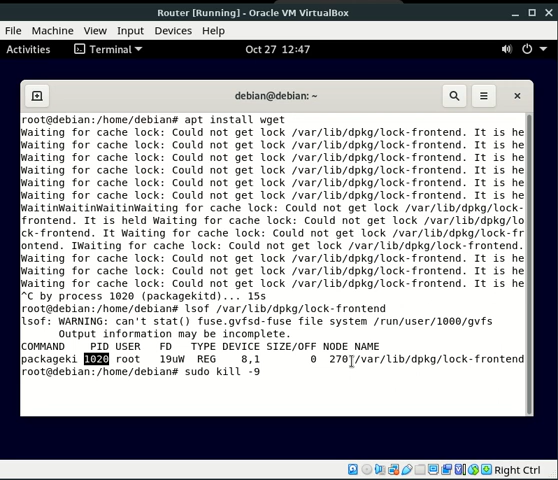 Router [Running] - Oracle VM VirtualBox
File Machine View Input Devices Help
Activities Terminal Oct 27 12:47
debian@debian: ~
root@debian:/home/debian# apt install wget
Waiting for cache lock: Could not get lock /var/lib/dpkg/lock-frontend. It is he
Waiting for cache lock: Could not get lock /var/lib/dpkg/lock-frontend. It is he
Waiting for cache lock: Could not get lock /var/lib/dpkg/lock-frontend. It is he
Waiting for cache lock: Could not get lock /var/lib/dpkg/lock-frontend. It is he
Waiting for cache lock: Could not get lock /var/lib/dpkg/lock-frontend. It is he
Waiting for cache lock: Could not get lock /var/lib/dpkg/lock-frontend. It is he
WaitinWaitinWaitinWaiting for cache lock: Could not get lock /var/lib/dpkg/lock-
frontend. It is held Waiting for cache lock: Could not get lock /var/lib/dpkg/lo
ck-frontend. It Waiting for cache lock: Could not get lock /var/lib/dpkg/lock-fr
ontend. IWaiting for cache lock: Could not get lock /var/lib/dpkg/lock-frontend.
Waiting for cache lock: Could not get lock /var/lib/dpkg/lock-frontend. It is he
Waiting for cache lock: Could not get lock /var/lib/dpkg/lock-frontend. It is he
Waiting for cache lock: Could not get lock /var/lib/dpkg/lock-frontend. It is he
^C by process 1020 (packagekitd)... 15s
root@debian:/home/debian# lsof /var/lib/dpkg/lock-frontend
lsof: WARNING: can't stat() fuse.gvfsd-fuse file system /run/user/1000/gvfs
Output information may be incomplete.
COMMAND PID USER FD TYPE DEVICE SIZE/OFF NODE NAME
packageki 1020 root 19uW REG 8,1 0 270 /var/lib/dpkg/lock-frontend
root@debian:/home/debian# sudo kill -9
Right Ctrl